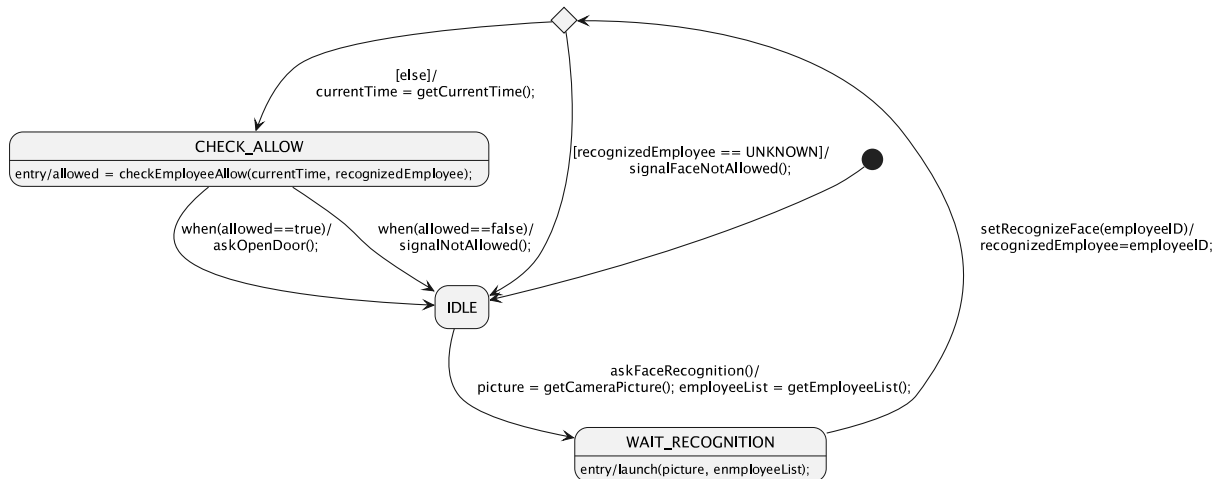 [else]/
currentTime = getCurrentTime();
CHECK_ALLOW
entry/allowed = checkEmployeeAllow(currentTime, recognizedEmployee);
[recognizedEmployee == UNKNOWN]/
signalFaceNotAllowed();
when(allowed==true)/
askOpenDoor();
when(allowed==false)/
signalNotAllowed();
setRecognizeFace(employeeID)/
recognizedEmployee=employeeID;
IDLE
askFaceRecognition()/
picture = getCameraPicture(); employeeList = getEmployeeList();
WAIT_RECOGNITION
entry/launch(picture, enmployeeList);